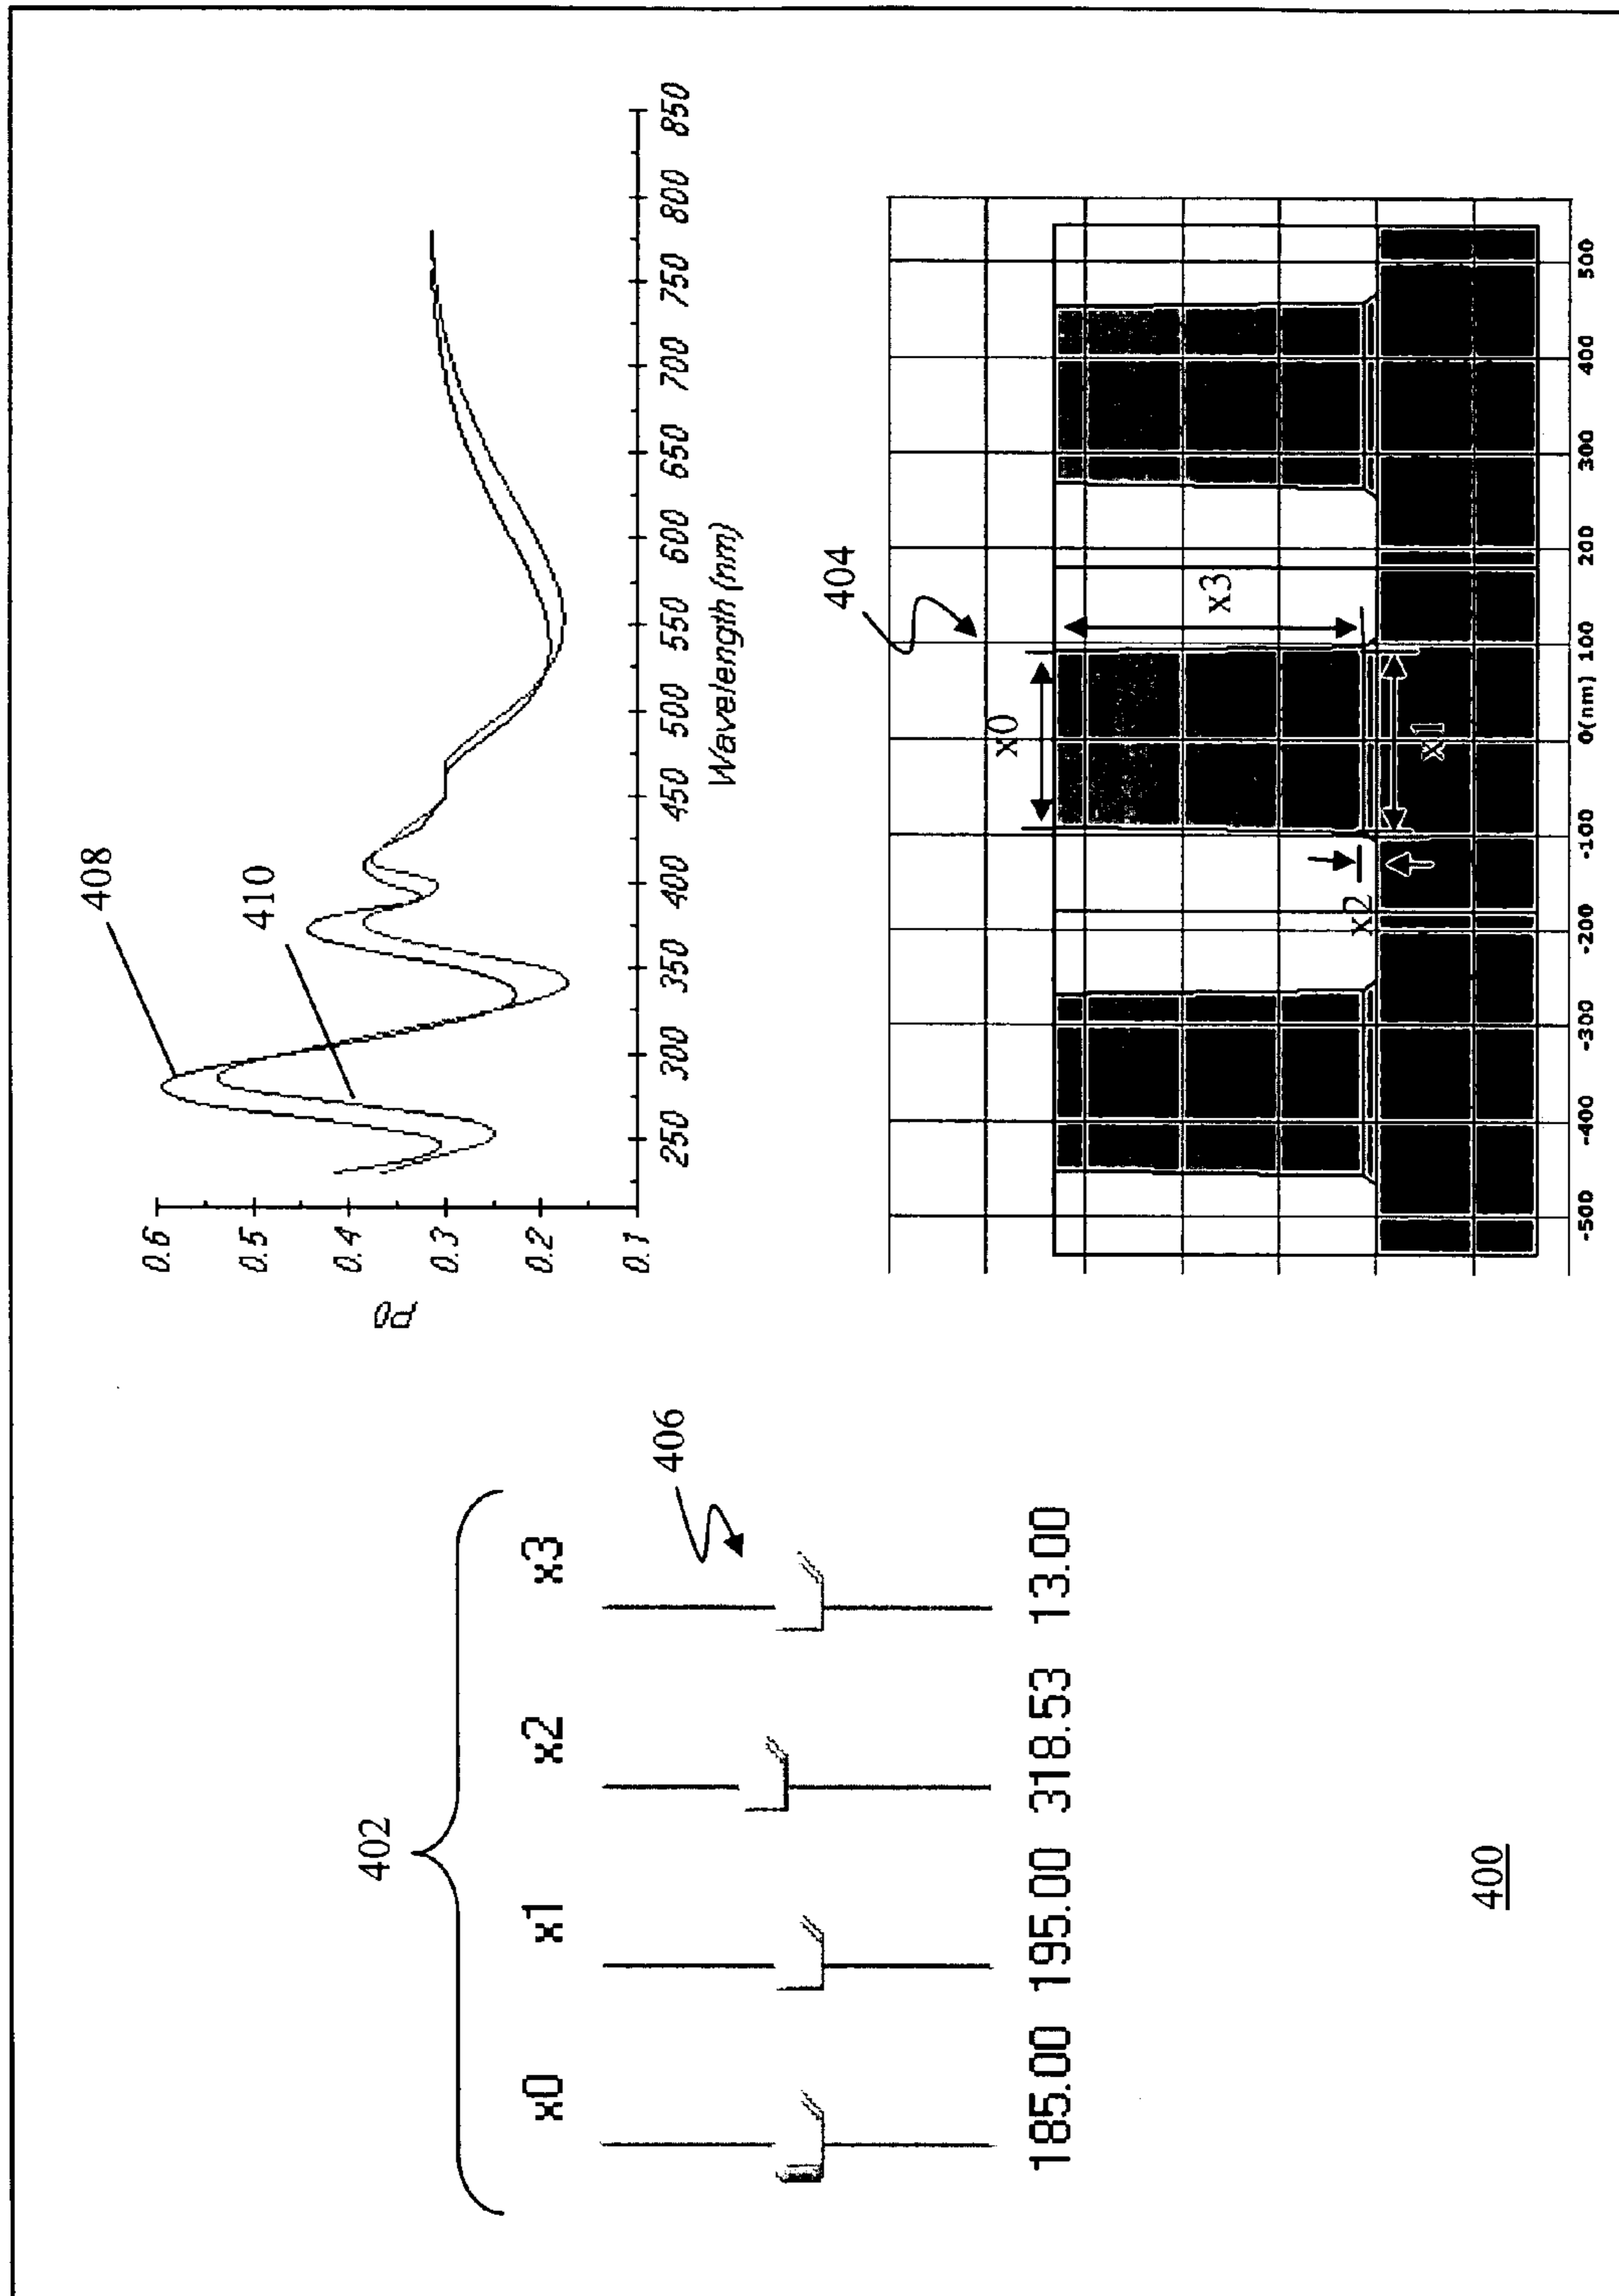 402
x0 x1 x2 x3
406
185.00 195.00 318.53 13.00
400
408
410
R
0.6
0.5
0.4
0.3
0.2
0.1
250 300 350 400 450 500 550 600 650 700 750 800 850
Wavelength (nm)
404
x0
x3
x2
x1
-500 -400 -300 -200 -100 0(nm) 100 200 300 400 500